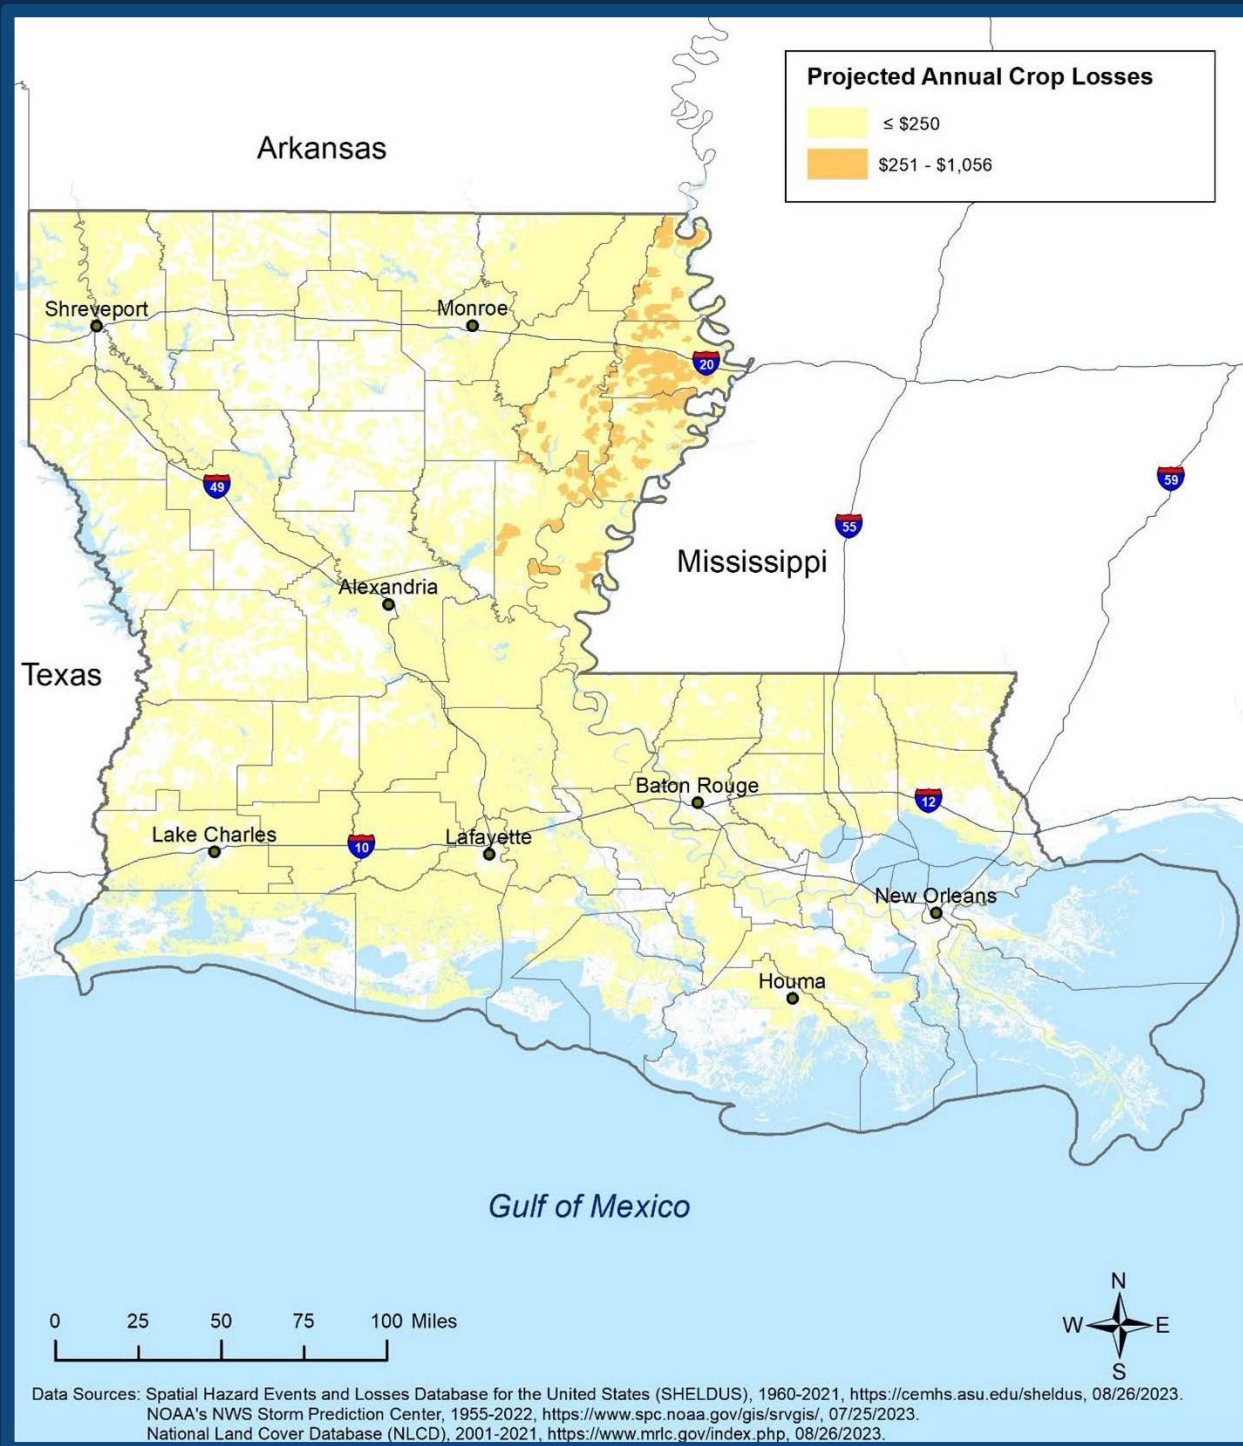 Projected Annual Crop Losses
≤ $250
$251 - $1,056
Arkansas
Shreveport
Monroe
20
49
59
55
Mississippi
Alexandria
Texas
Baton Rouge
12
Lake Charles
10
Lafayette
New Orleans
Houma
Gulf of Mexico
N
W E
S
0 25 50 75 100 Miles
Data Sources: Spatial Hazard Events and Losses Database for the United States (SHELDUS), 1960-2021, https://cemhs.asu.edu/sheldus, 08/26/2023.
NOAA's NWS Storm Prediction Center, 1955-2022, https://www.spc.noaa.gov/gis/srvgis/, 07/25/2023.
National Land Cover Database (NLCD), 2001-2021, https://www.mrlc.gov/index.php, 08/26/2023.